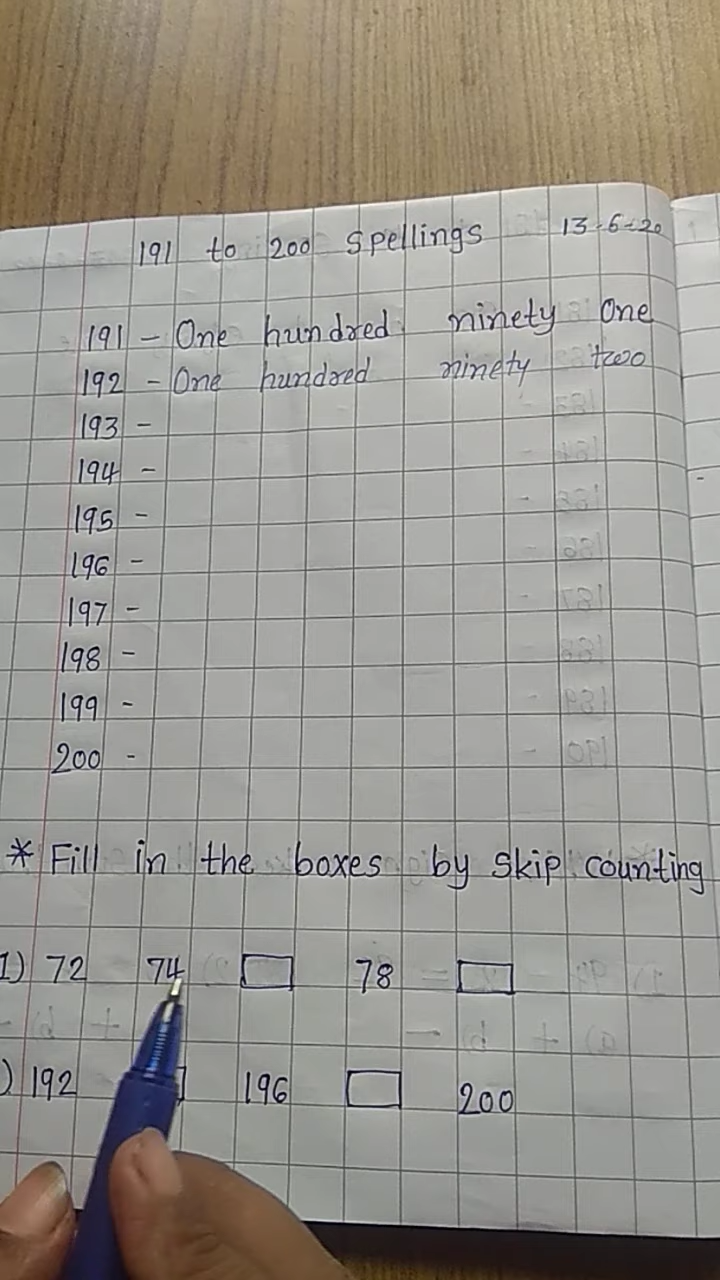 191 to 200 Spellings 13-6-20
191 - One hundred ninety One
192 - One hundred ninety two
193 -
194 -
195 -
196 -
197 -
198 -
199 -
200 -
* Fill in the boxes by Skip counting
1) 72 74 78
) 192 196 200